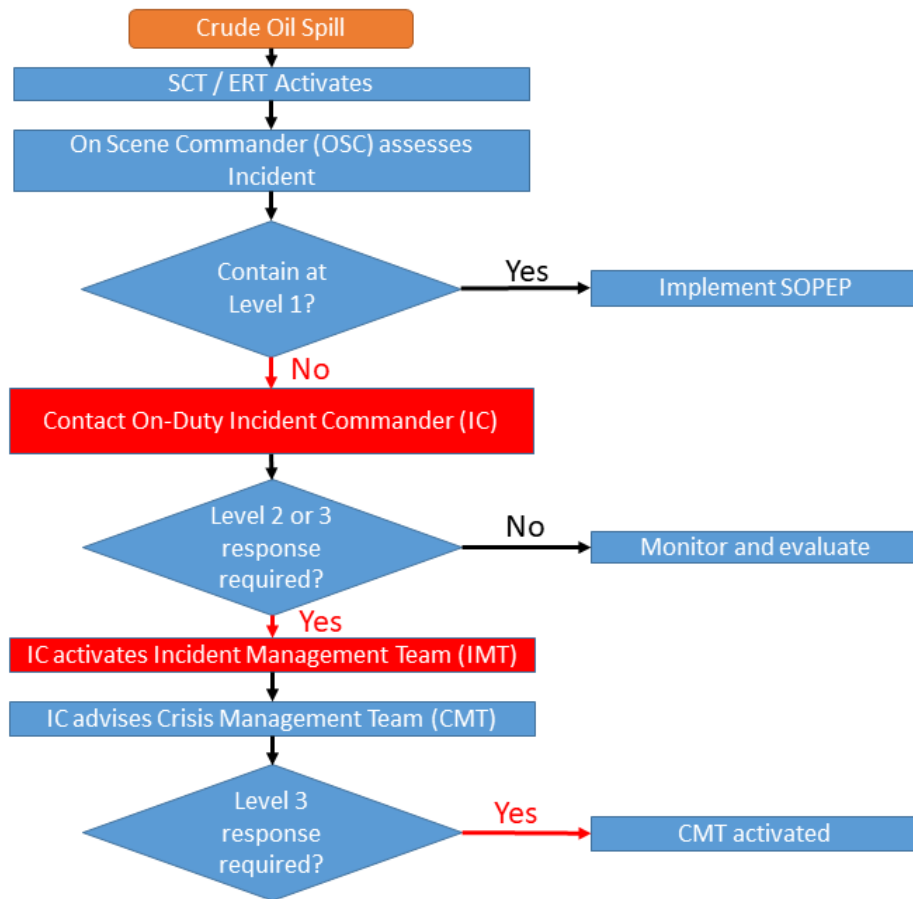 Crude Oil Spill
SCT / ERT Activates
On Scene Commander (OSC) assesses
Incident
Contain at
Level 1?
Yes
Implement SOPEP
No
Contact On-Duty Incident Commander (IC)
Level 2 or 3
response
required?
No
Monitor and evaluate
Yes
IC activates Incident Management Team (IMT)
IC advises Crisis Management Team (CMT)
Level 3
response
required?
Yes
CMT activated